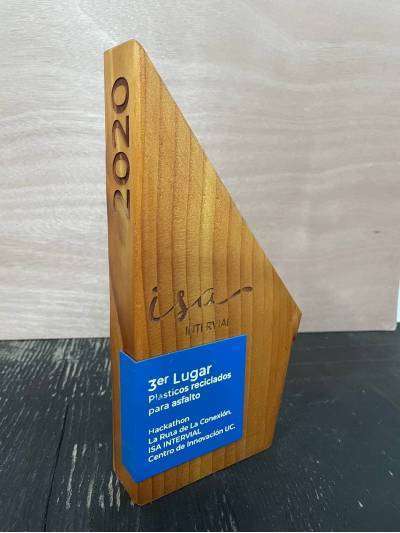 2020
isa
INTERVIAL
3er Lugar
Plasticos reciclados
para asfalto
Hackathon
La Ruta de La Conexión.
ISA INTERVIAL
Centro de Innovación UC.